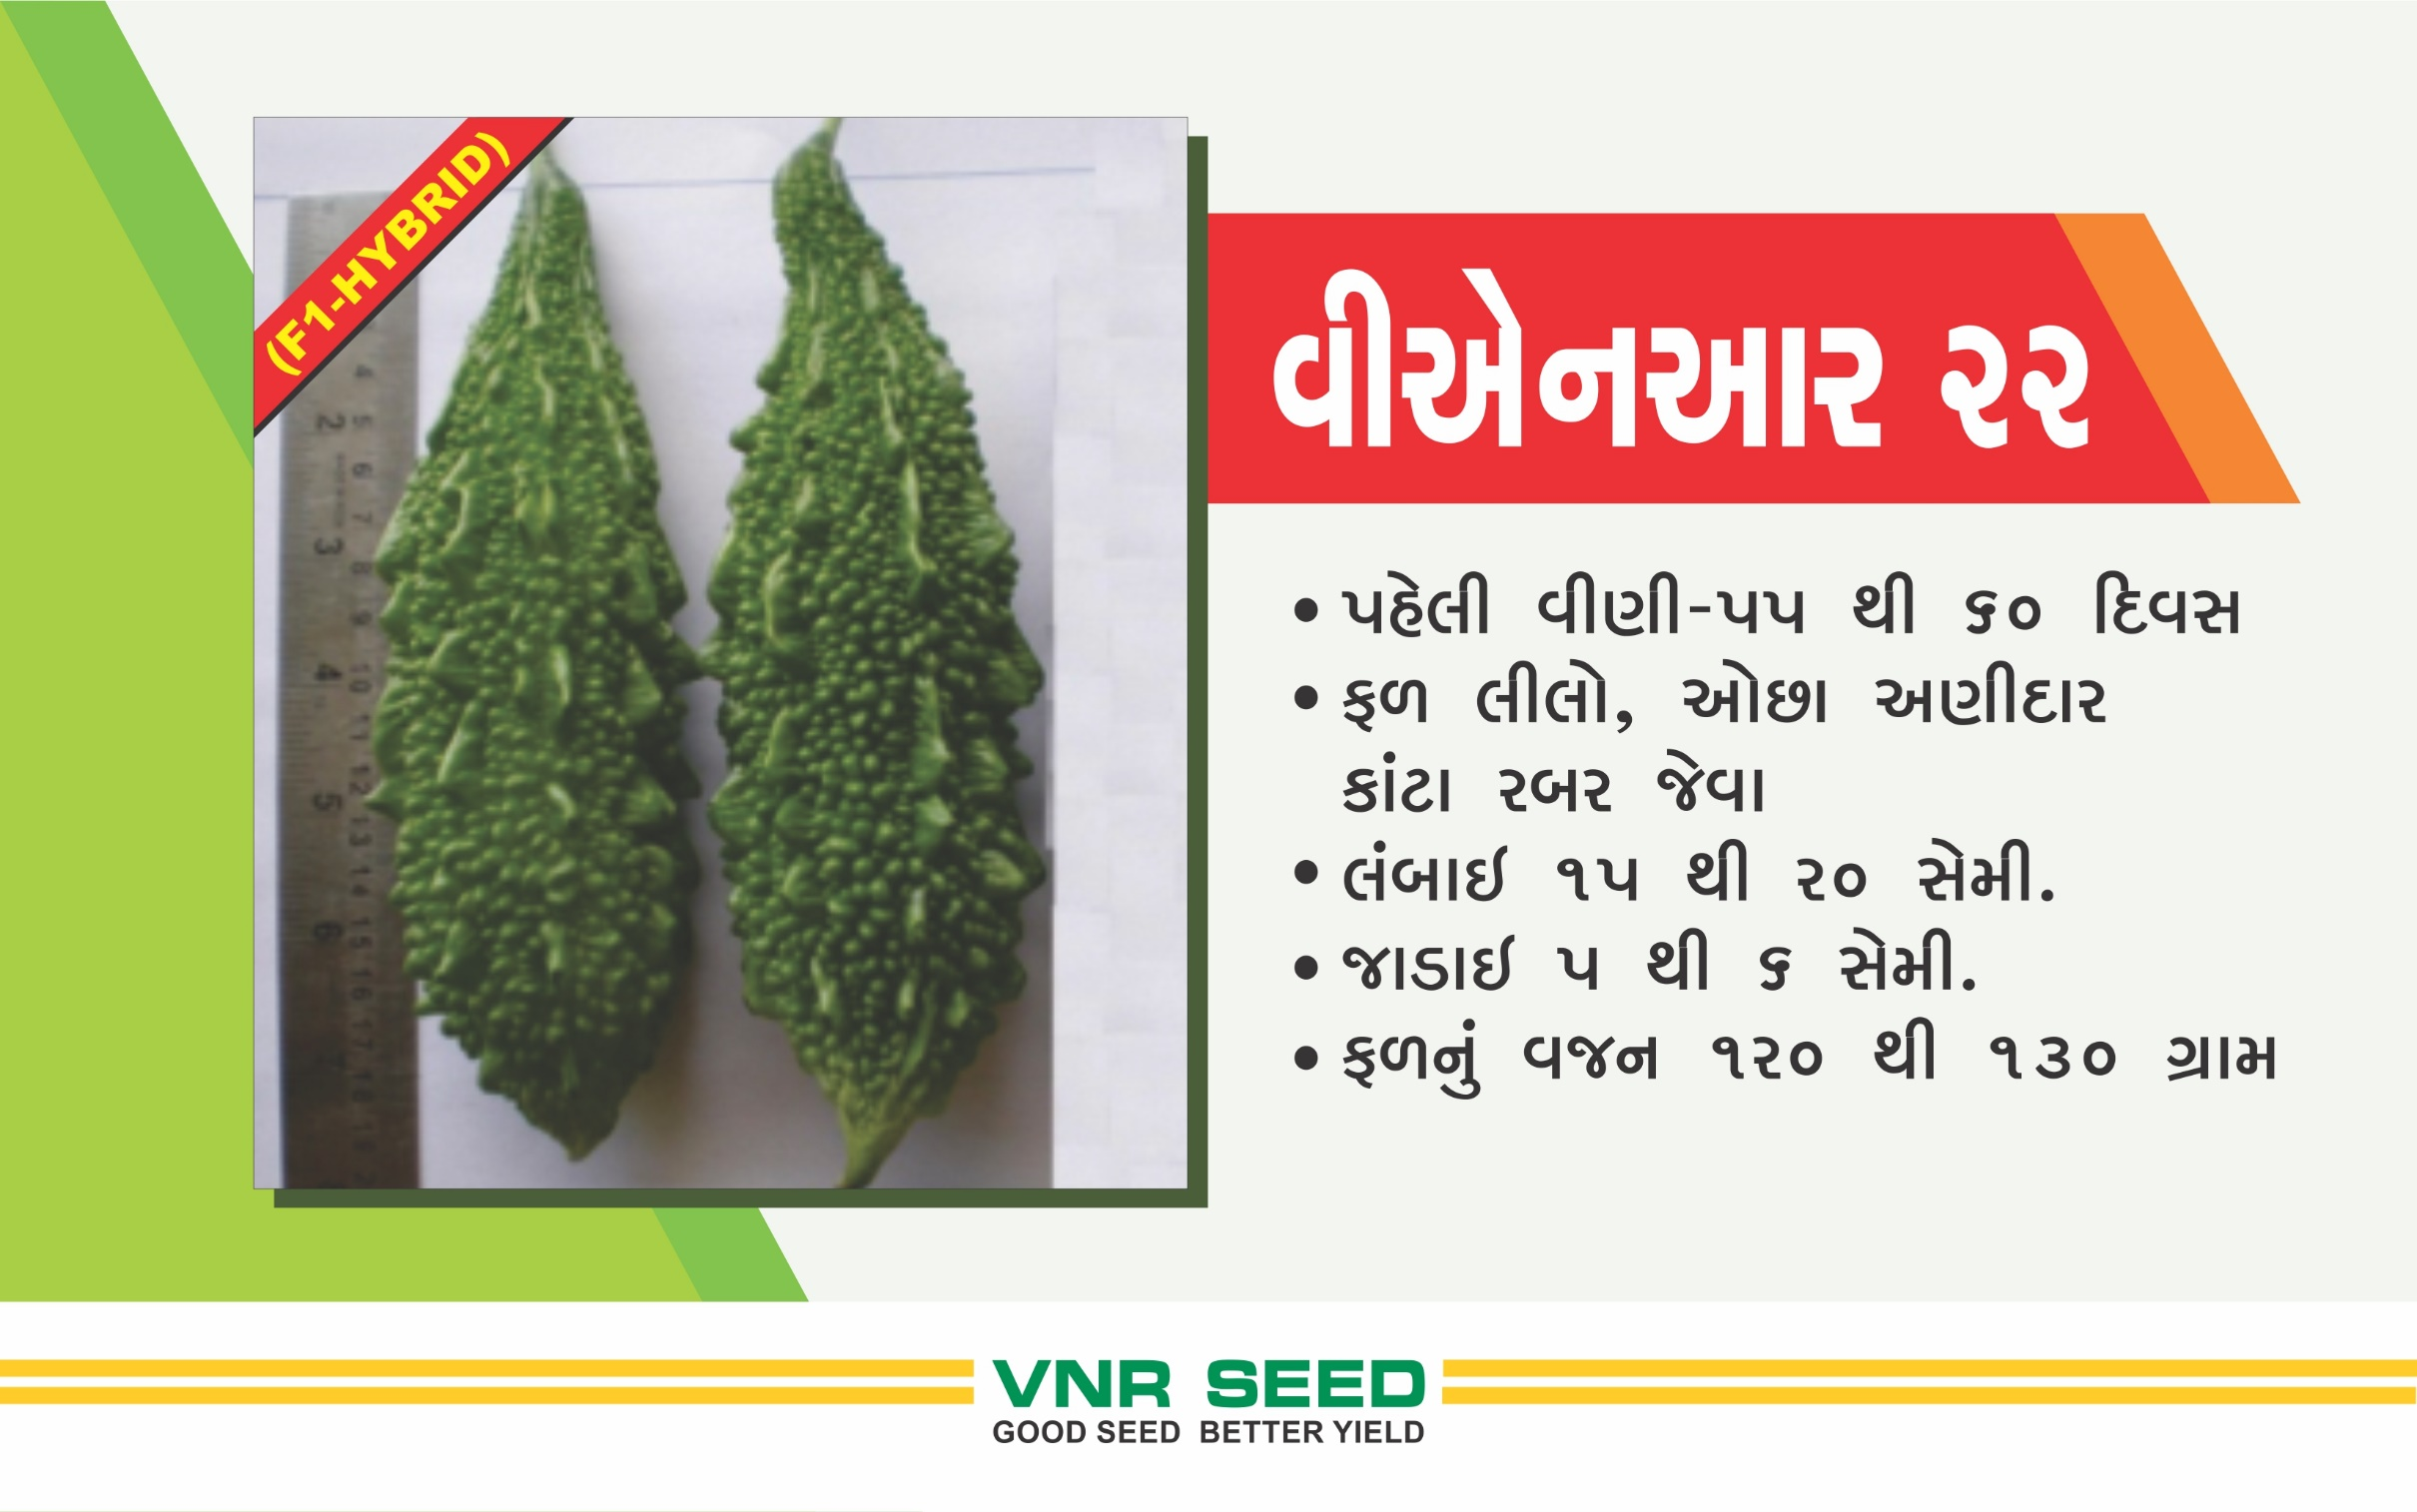 (F1-HYBRID)
વીએનઆર ૨૨
• પહેલી વીણી-૫૫ થી ૬૦ દિવસ
• ફળ લીલો, ઓછા અણીદાર
કાંટા રબર જેવા
• લંબાઈ ૧૫ થી ૨૦ સેમી.
• જાડાઈ ૫ થી ૬ સેમી.
• ફળનું વજન ૧૨૦ થી ૧૩૦ ગ્રામ
VNR SEED
GOOD SEED BETTER YIELD